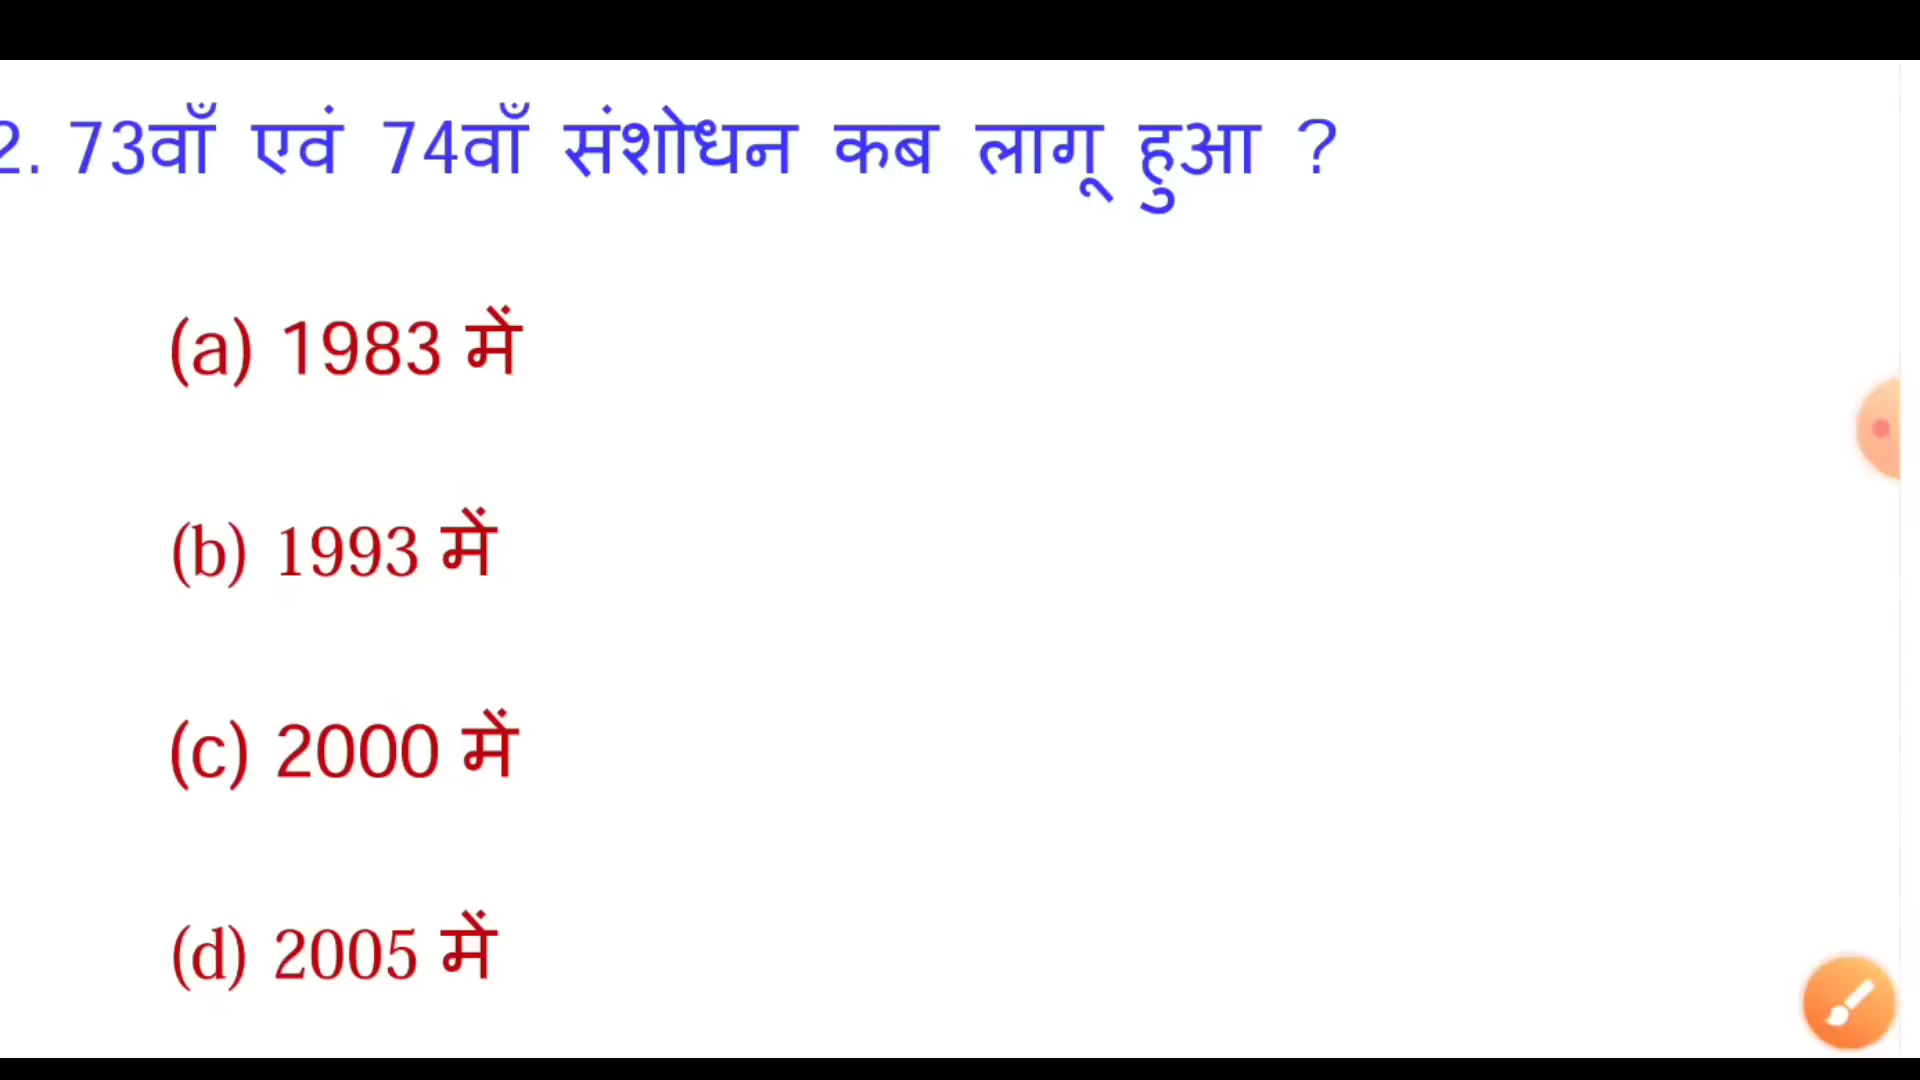 2. 73वाँ एवं 74वाँ संशोधन कब लागू हुआ ?
(a) 1983 में
(b) 1993 में
(c) 2000 में
(d) 2005 में